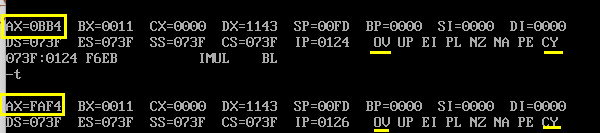 AX=0BB4 BX=0011 CX=0000 DX=1143 SP=00FD BP=0000 SI=0000 DI=0000
DS=073F ES=073F SS=073F CS=073F IP=0124 OV UP EI PL NZ NA PE CY
073F:0124 F6EB IMUL BL
-t
AX=FAF4 BX=0011 CX=0000 DX=1143 SP=00FD BP=0000 SI=0000 DI=0000
DS=073F ES=073F SS=073F CS=073F IP=0126 OV UP EI PL NZ NA PE CY